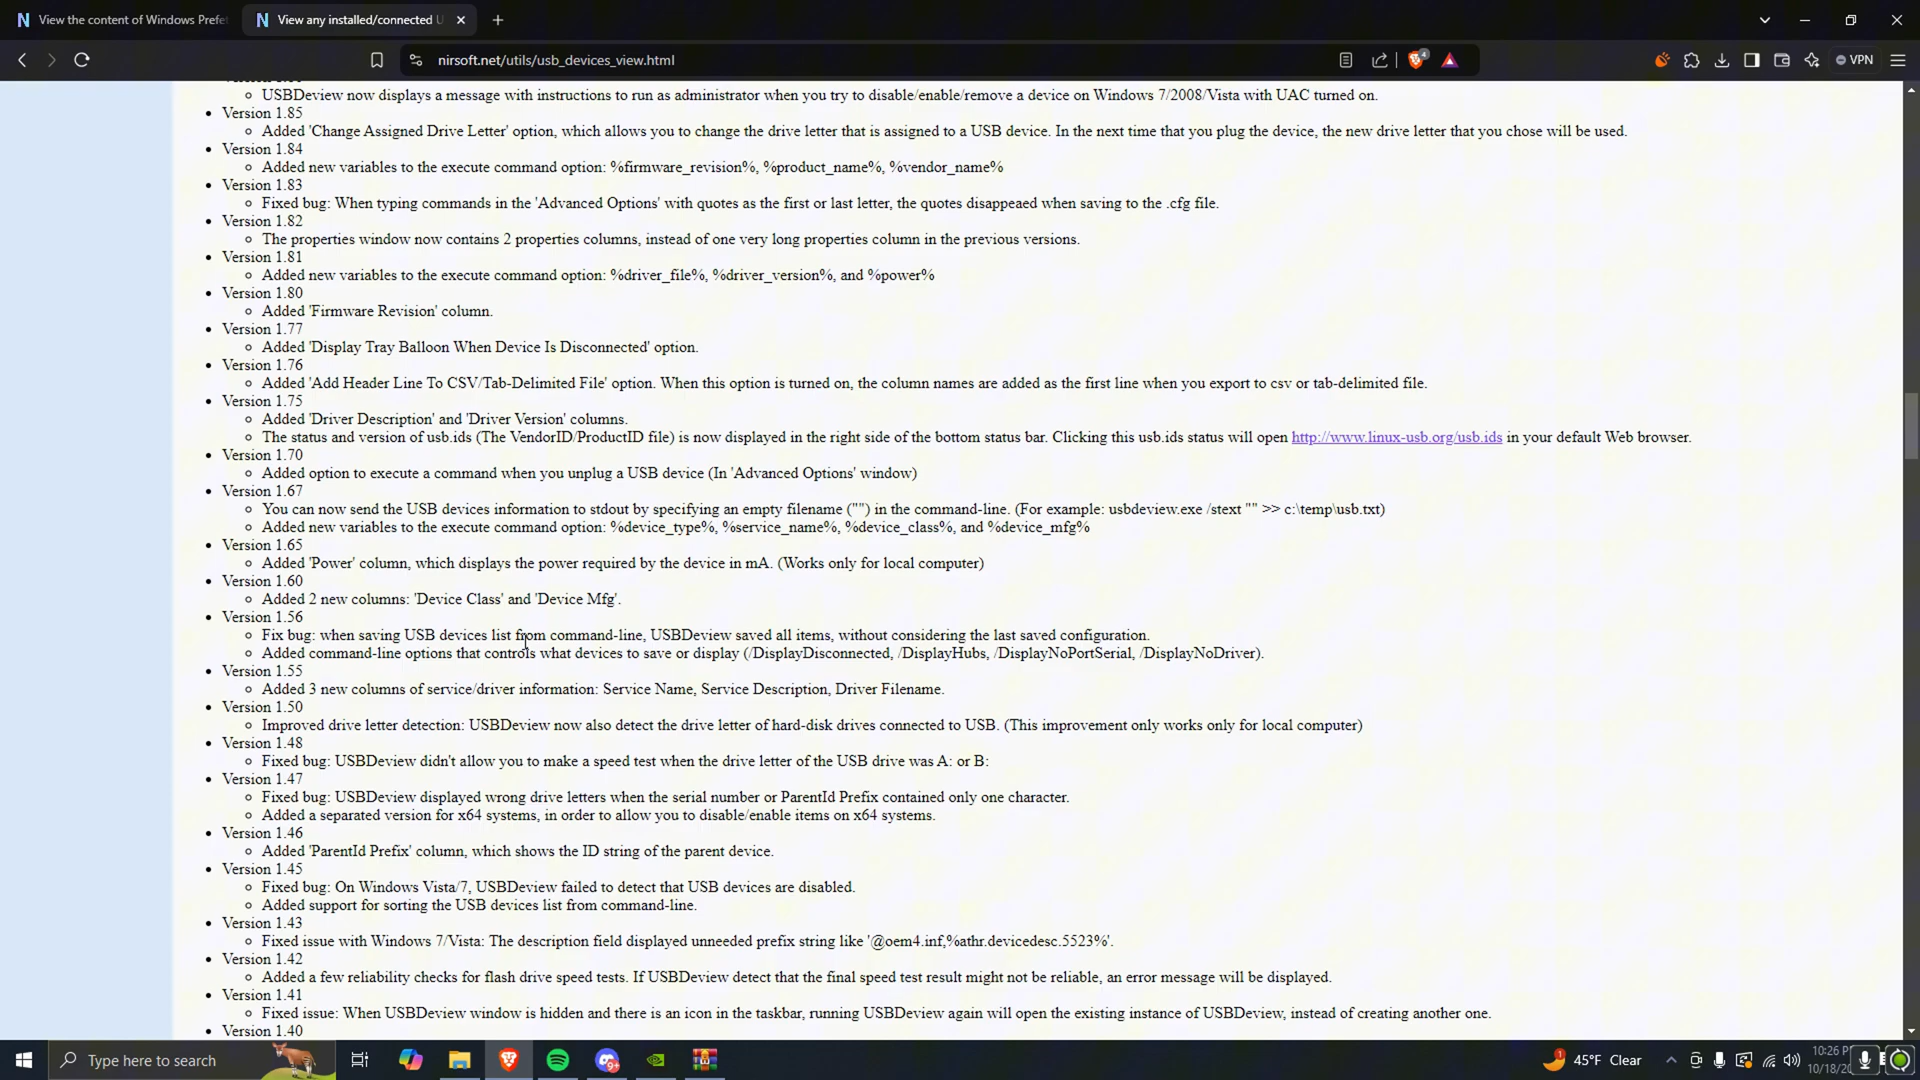 View the content of Windows Prefe
View any installed/connected U
nirsoft.net/utils/usb_devices_view.html
4
VPN
USBDeview now displays a message with instructions to run as administrator when you try to disable/enable/remove a device on Windows 7/2008/Vista with UAC turned on.
Version 1.85
Added 'Change Assigned Drive Letter' option, which allows you to change the drive letter that is assigned to a USB device. In the next time that you plug the device, the new drive letter that you chose will be used.
Version 1.84
Added new variables to the execute command option: %firmware_revision%, %product_name%, %vendor_name%
Version 1.83
Fixed bug: When typing commands in the 'Advanced Options' with quotes as the first or last letter, the quotes disappeaed when saving to the .cfg file.
Version 1.82
The properties window now contains 2 properties columns, instead of one very long properties column in the previous versions.
Version 1.81
Added new variables to the execute command option: %driver_file%, %driver_version%, and %power%
Version 1.80
Added 'Firmware Revision' column.
Version 1.77
Added 'Display Tray Balloon When Device Is Disconnected' option.
Version 1.76
Added 'Add Header Line To CSV/Tab-Delimited File' option. When this option is turned on, the column names are added as the first line when you export to csv or tab-delimited file.
Version 1.75
Added 'Driver Description' and 'Driver Version' columns.
The status and version of usb.ids (The VendorID/ProductID file) is now displayed in the right side of the bottom status bar. Clicking this usb.ids status will open http://www.linux-usb.org/usb.ids in your default Web browser.
Version 1.70
Added option to execute a command when you unplug a USB device (In 'Advanced Options' window)
Version 1.67
You can now send the USB devices information to stdout by specifying an empty filename ("") in the command-line. (For example: usbdeview.exe /stext "" >> c:\temp\usb.txt)
Added new variables to the execute command option: %device_type%, %service_name%, %device_class%, and %device_mfg%
Version 1.65
Added 'Power' column, which displays the power required by the device in mA. (Works only for local computer)
Version 1.60
Added 2 new columns: 'Device Class' and 'Device Mfg'.
Version 1.56
Fix bug: when saving USB devices list from command-line, USBDeview saved all items, without considering the last saved configuration.
Added command-line options that controls what devices to save or display (/DisplayDisconnected, /DisplayHubs, /DisplayNoPortSerial, /DisplayNoDriver).
Version 1.55
Added 3 new columns of service/driver information: Service Name, Service Description, Driver Filename.
Version 1.50
Improved drive letter detection: USBDeview now also detect the drive letter of hard-disk drives connected to USB. (This improvement only works only for local computer)
Version 1.48
Fixed bug: USBDeview didn't allow you to make a speed test when the drive letter of the USB drive was A: or B:
Version 1.47
Fixed bug: USBDeview displayed wrong drive letters when the serial number or ParentId Prefix contained only one character.
Added a separated version for x64 systems, in order to allow you to disable/enable items on x64 systems.
Version 1.46
Added 'ParentId Prefix' column, which shows the ID string of the parent device.
Version 1.45
Fixed bug: On Windows Vista/7, USBDeview failed to detect that USB devices are disabled.
Added support for sorting the USB devices list from command-line.
Version 1.43
Fixed issue with Windows 7/Vista: The description field displayed unneeded prefix string like '@oem4.inf,%athr.devicedesc.5523%'.
Version 1.42
Added a few reliability checks for flash drive speed tests. If USBDeview detect that the final speed test result might not be reliable, an error message will be displayed.
Version 1.41
Fixed issue: When USBDeview window is hidden and there is an icon in the taskbar, running USBDeview again will open the existing instance of USBDeview, instead of creating another one.
Version 1.40
Type here to search
45°F Clear
10:26 P
10/18/20